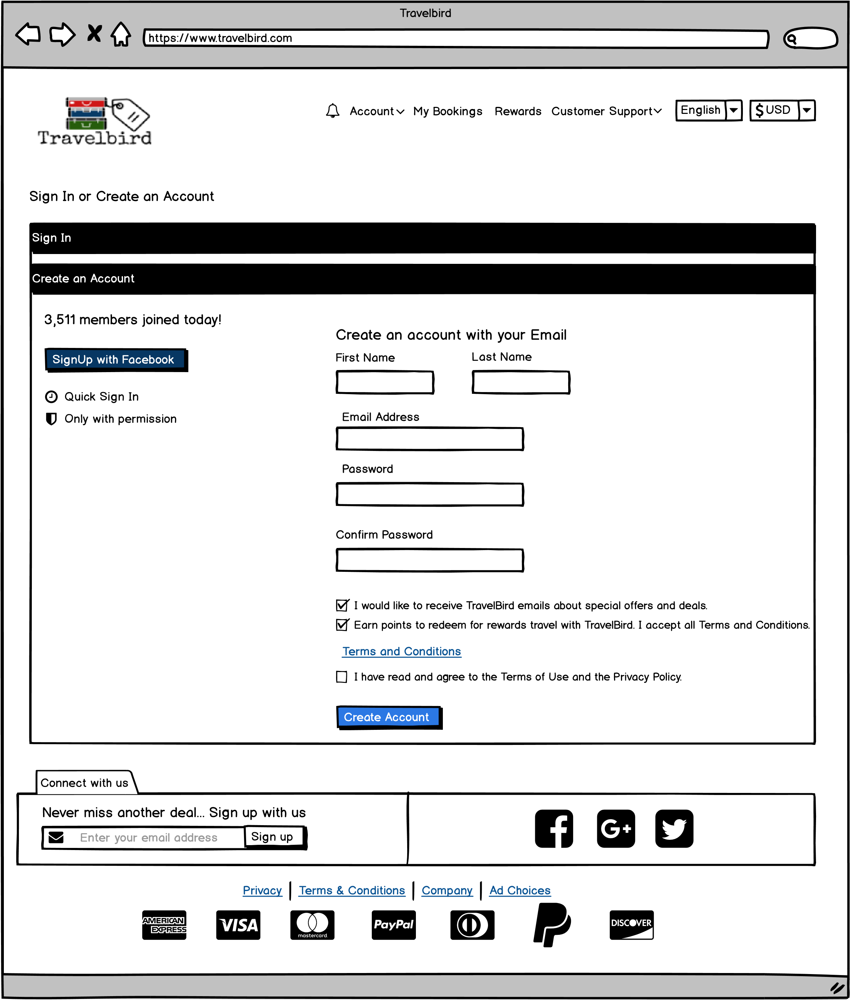 Travelbird
https://www.travelbird.com
Travelbird
Account My Bookings Rewards Customer Support English $ USD
Sign In or Create an Account
Sign In
Create an Account
3,511 members joined today!
SignUp with Facebook
Quick Sign In
Only with permission
Create an account with your Email
First Name Last Name
Email Address
Password
Confirm Password
I would like to receive TravelBird emails about special offers and deals.
Earn points to redeem for rewards travel with TravelBird. I accept all Terms and Conditions.
Terms and Conditions
I have read and agree to the Terms of Use and the Privacy Policy.
Create Account
Connect with us
Never miss another deal... Sign up with us
Enter your email address Sign up
G+
Privacy Terms & Conditions Company Ad Choices
AMERICAN EXPRESS VISA mastercard. PayPal DISCOVER